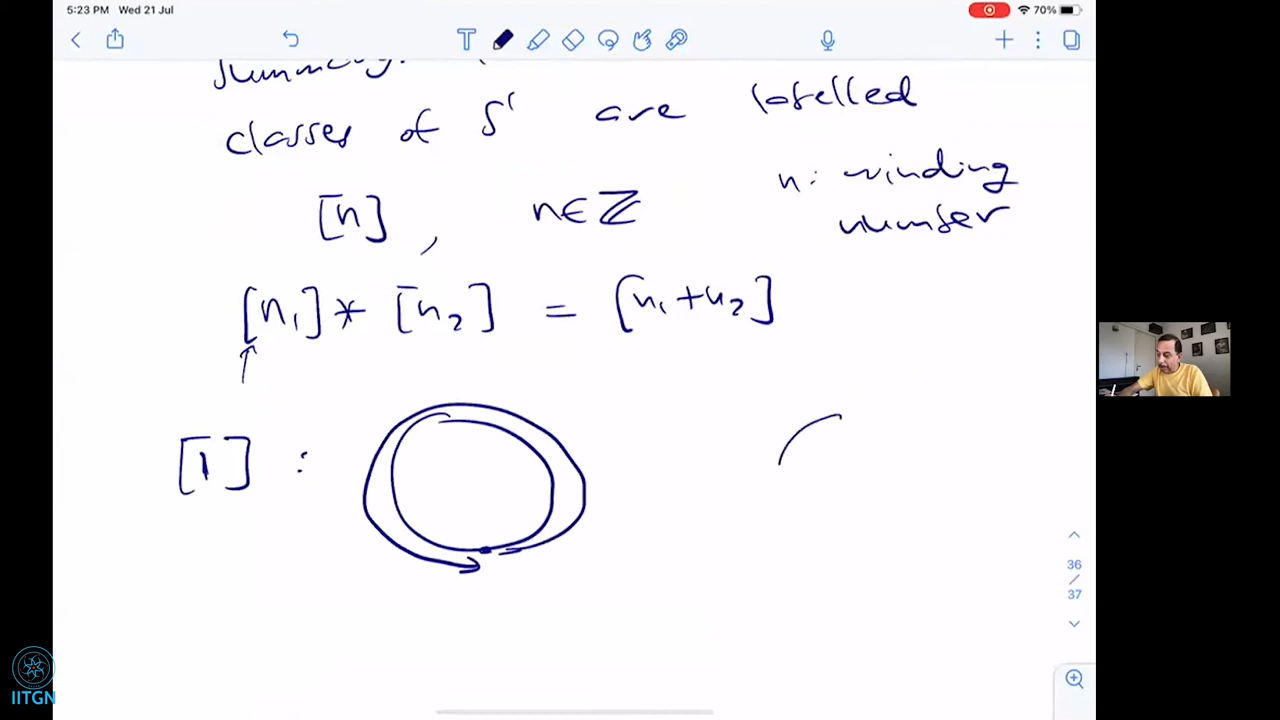 5:23 PM Wed 21 Jul
70%
Summary:
classes of S¹ are labelled
[n], n∈ℤ
n: winding
number
[n₁] * [n₂] = [n₁+n₂]
[1] :
36
/
37
IITGN